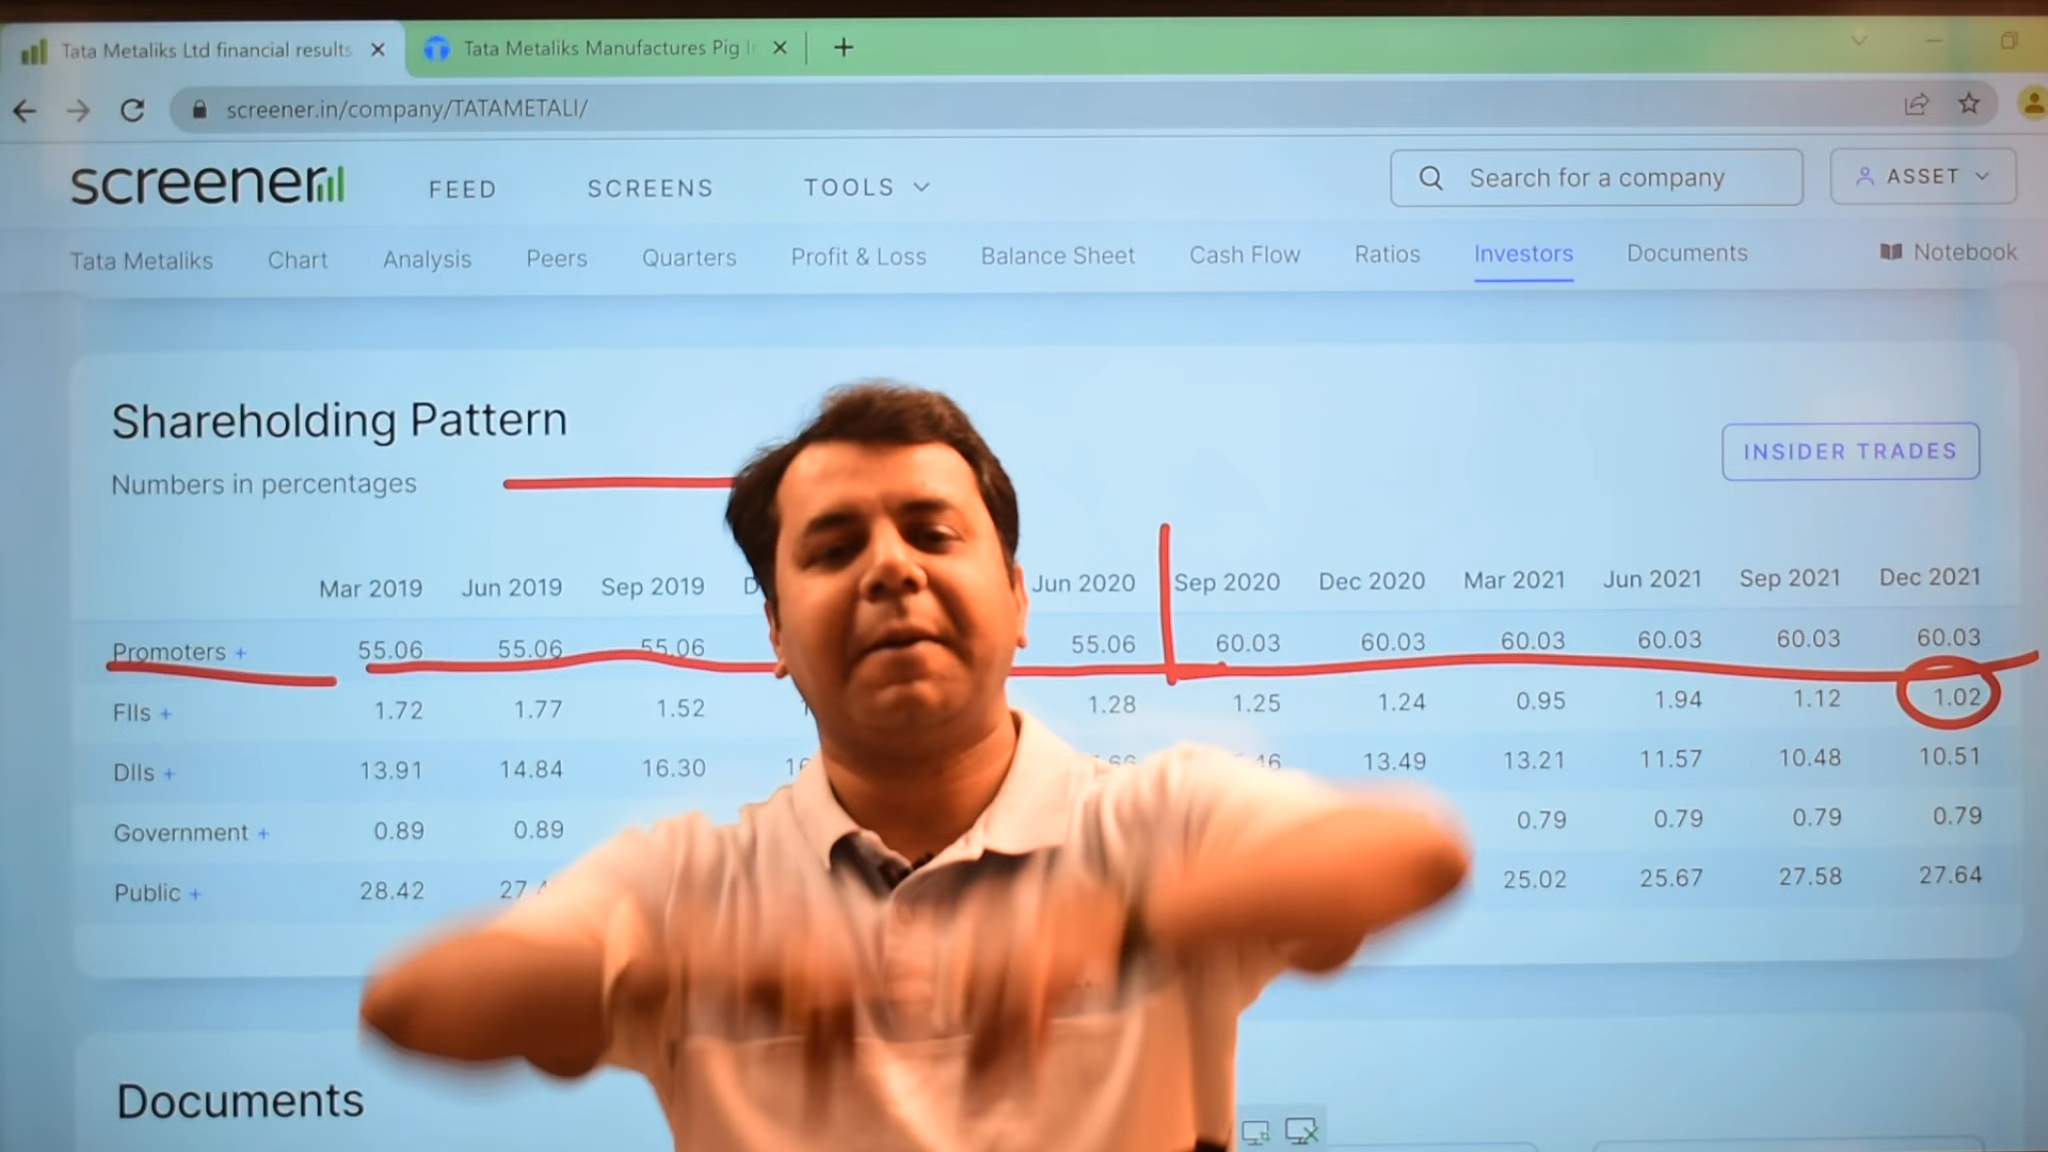 Tata Metaliks Ltd financial results
Tata Metaliks Manufactures Pig
screener.in/company/TATAMETALI/
screener FEED SCREENS TOOLS Search for a company ASSET
Tata Metaliks Chart Analysis Peers Quarters Profit & Loss Balance Sheet Cash Flow Ratios Investors Documents Notebook
Shareholding Pattern
INSIDER TRADES
Numbers in percentages
Mar 2019 Jun 2019 Sep 2019 Jun 2020 Sep 2020 Dec 2020 Mar 2021 Jun 2021 Sep 2021 Dec 2021
Promoters + 55.06 55.06 55.06 55.06 60.03 60.03 60.03 60.03 60.03 60.03
FIIs + 1.72 1.77 1.52 1.28 1.25 1.24 0.95 1.94 1.12 1.02
DIIs + 13.91 14.84 16.30 13.49 13.21 11.57 10.48 10.51
Government + 0.89 0.89 0.79 0.79 0.79 0.79
Public + 28.42 25.02 25.67 27.58 27.64
Documents